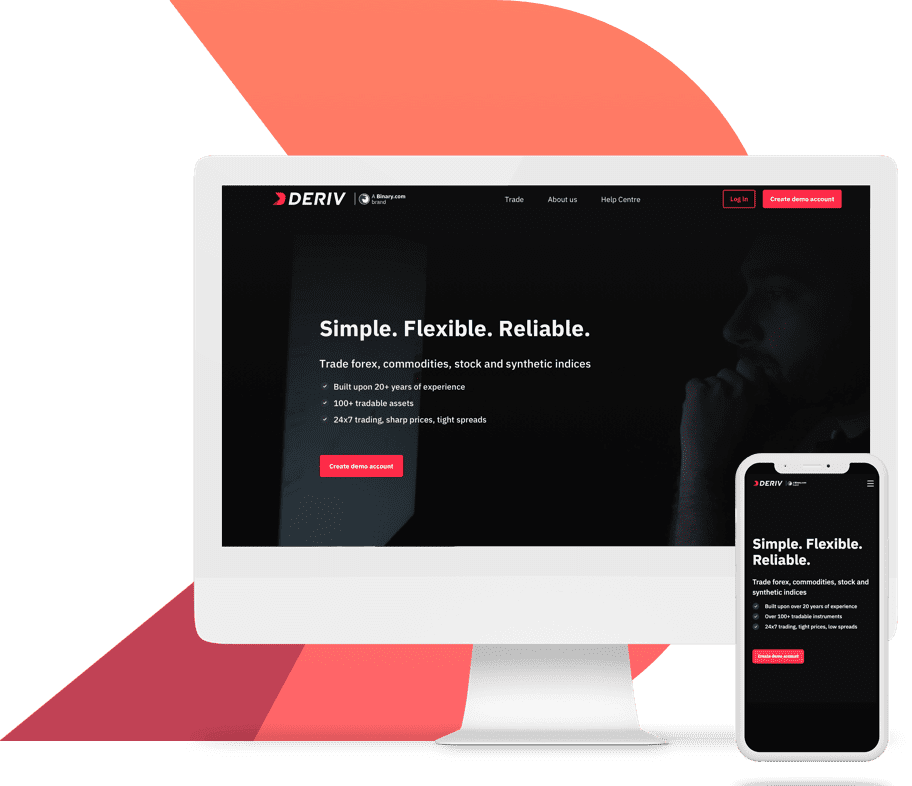 DERIV
A Binary.com
brand
Trade About us Help Centre
Log in Create demo account
Simple. Flexible. Reliable.
Trade forex, commodities, stock and synthetic indices
Built upon 20+ years of experience
100+ tradable assets
24x7 trading, sharp prices, tight spreads
Create demo account
DERIV
Simple. Flexible.
Reliable.
Trade forex, commodities, stock and
synthetic indices
Built upon over 20 years of experience
Over 100+ tradable instruments
24x7 trading, tight prices, low spreads
Create demo account